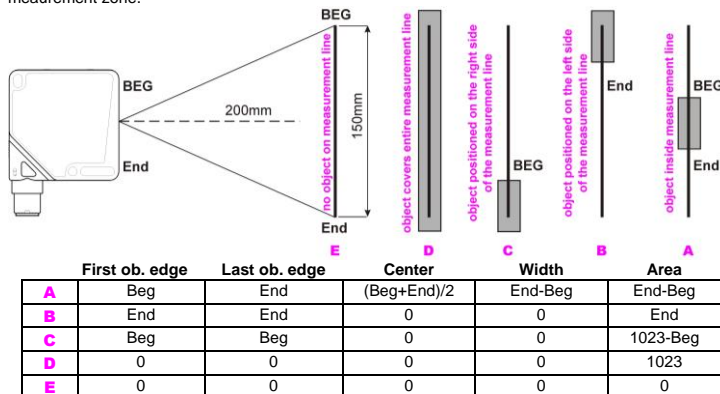 meaurement zone.
BEG
BEG
200mm
End
no object on measurement line
150mm
End
E
object covers entire measurement line
D
object positioned on the right side
of the measurement line
BEG
C
object positioned on the left side
of the measurement line
End
B
object inside measurement line
BEG
End
A
First ob. edge Last ob. edge Center Width Area
A Beg End (Beg+End)/2 End-Beg End-Beg
B End End 0 0 End
C Beg Beg 0 0 1023-Beg
D 0 0 0 0 1023
E 0 0 0 0 0